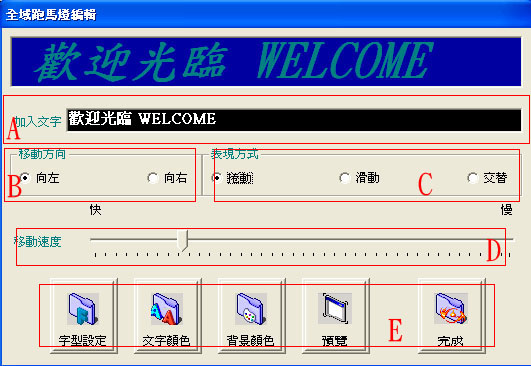 全域跑馬燈編輯
歡迎光臨 WELCOME
加入文字 歡迎光臨 WELCOME
A
移動方向 表現方式
向左 向右 捲動 滑動 交替
B C
快 慢
移動速度
D
字型設定 文字顏色 背景顏色 預覽 完成
E